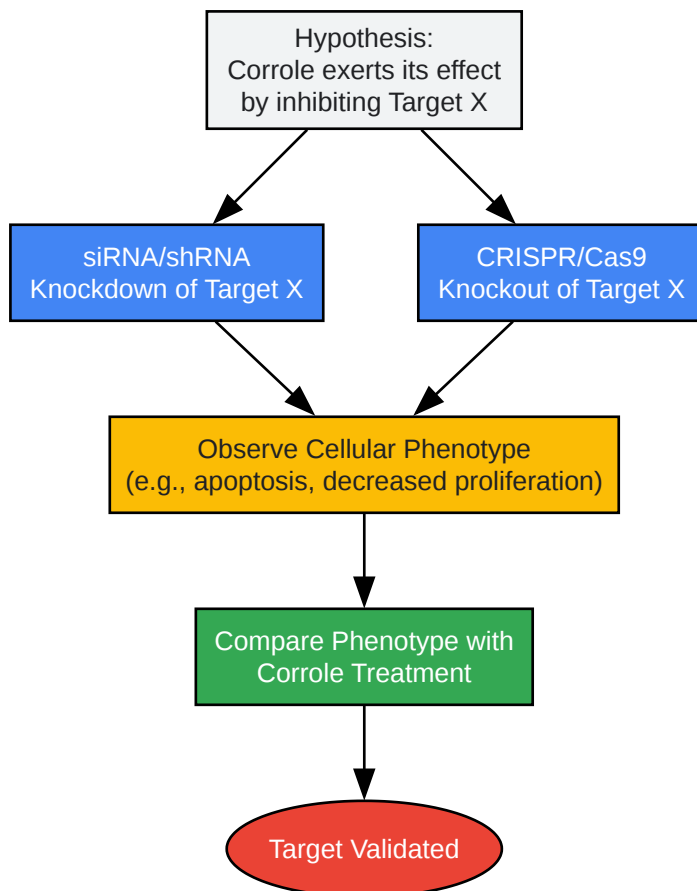 Hypothesis:
Corrole exerts its effect
by inhibiting Target X
siRNA/shRNA
Knockdown of Target X
CRISPR/Cas9
Knockout of Target X
Observe Cellular Phenotype
(e.g., apoptosis, decreased proliferation)
Compare Phenotype with
Corrole Treatment
Target Validated